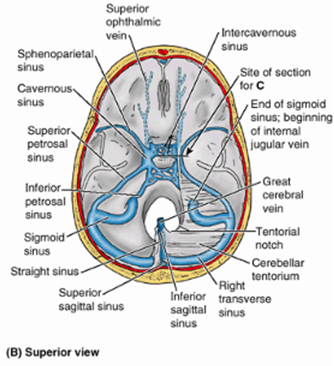 Superior
ophthalmic
vein
Intercavernous
sinus
Sphenoparietal
sinus
Site of section
for C
Cavernous
sinus
End of sigmoid
sinus; beginning
of internal
jugular vein
Superior
petrosal
sinus
Great
cerebral
vein
Inferior
petrosal
sinus
Tentorial
notch
Sigmoid
sinus
Cerebellar
tentorium
Straight sinus
Right
transverse
sinus
Superior
sagittal sinus
Inferior
sagittal
sinus
(B) Superior view